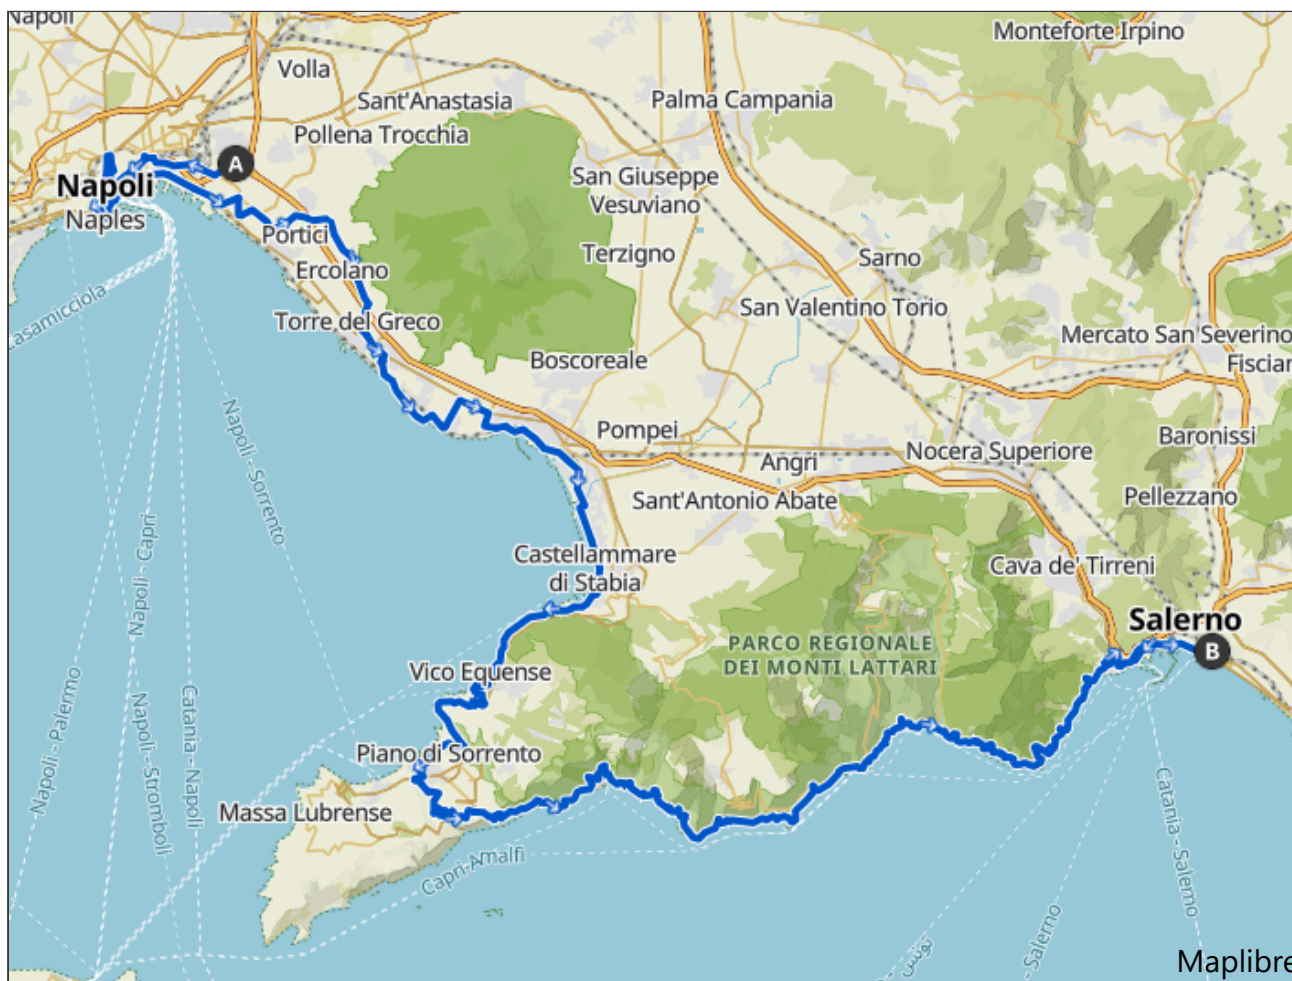 Napoli
Monteforte Irpino
Volla
Sant'Anastasia
Palma Campania
Pollena Trocchia
A
San Giuseppe
Vesuviano
Napoli
Naples
Portici
Terzigno
Sarno
Ercolano
Casamicciola
San Valentino Torio
Torre del Greco
Mercato San Severino
Boscoreale
Fiscian
Napoli - Sorrento
Pompei
Baronissi
Nocera Superiore
Angri
Sant'Antonio Abate
Pellezzano
Napoli - Capri
Castellammare
di Stabia
Cava de' Tirreni
Salerno
B
PARCO REGIONALE
DEI MONTI LATTARI
Vico Equense
Napoli - Palermo
Napoli - Stromboli
Catania - Napoli
Piano di Sorrento
Massa Lubrense
Catania - Salerno
Capri-Amalfi
- تونس
- Salerno
Maplibre